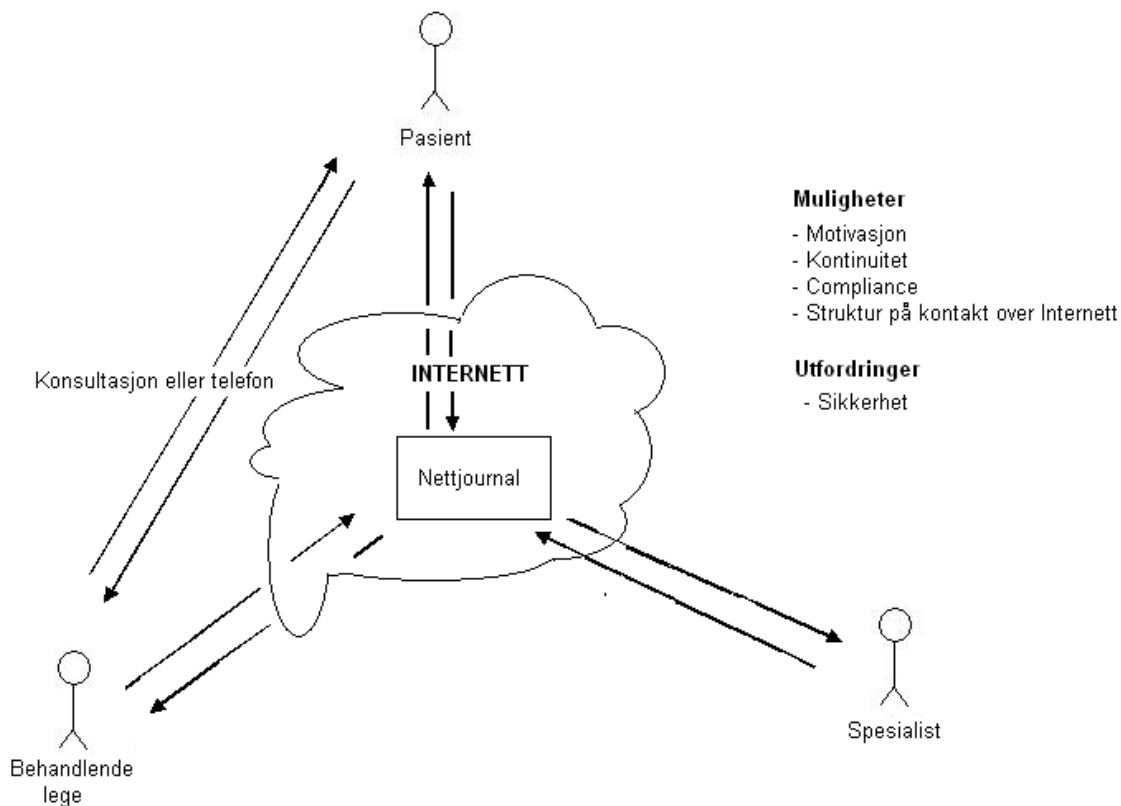 Pasient
Muligheter
- Motivasjon
- Kontinuitet
- Compliance
- Struktur på kontakt over Internett
Konsultasjon eller telefon
INTERNETT
Utfordringer
- Sikkerhet
Nettjournal
Spesialist
Behandlende
lege